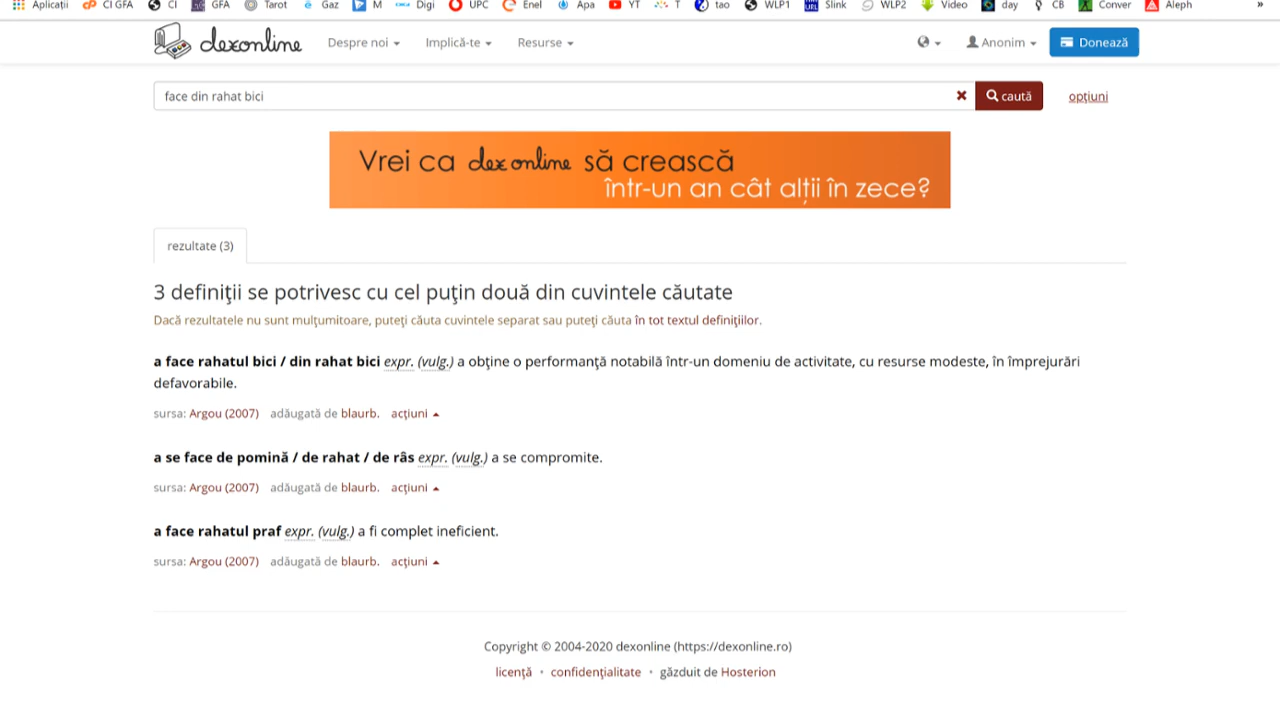 Aplicații CI GFA CI GFA Tarot Gaz M Digi UPC Enel Apa YT T tao WLP1 Slink WLP2 Video day CB Conver Aleph »
dexonline Despre noi Implică-te Resurse Anonim Donează
face din rahat bici caută opțiuni
Vrei ca dexonline să crească
într-un an cât alții în zece?
rezultate (3)
3 definiţii se potrivesc cu cel puţin două din cuvintele căutate
Dacă rezultatele nu sunt mulţumitoare, puteţi căuta cuvintele separat sau puteţi căuta în tot textul definiţiilor.
a face rahatul bici / din rahat bici expr. (vulg.) a obţine o performanţă notabilă într-un domeniu de activitate, cu resurse modeste, în împrejurări
defavorabile.
sursa: Argou (2007) adăugată de blaurb. acţiuni
a se face de pomină / de rahat / de râs expr. (vulg.) a se compromite.
sursa: Argou (2007) adăugată de blaurb. acţiuni
a face rahatul praf expr. (vulg.) a fi complet ineficient.
sursa: Argou (2007) adăugată de blaurb. acţiuni
Copyright © 2004-2020 dexonline (https://dexonline.ro)
licenţă • confidenţialitate • găzduit de Hosterion